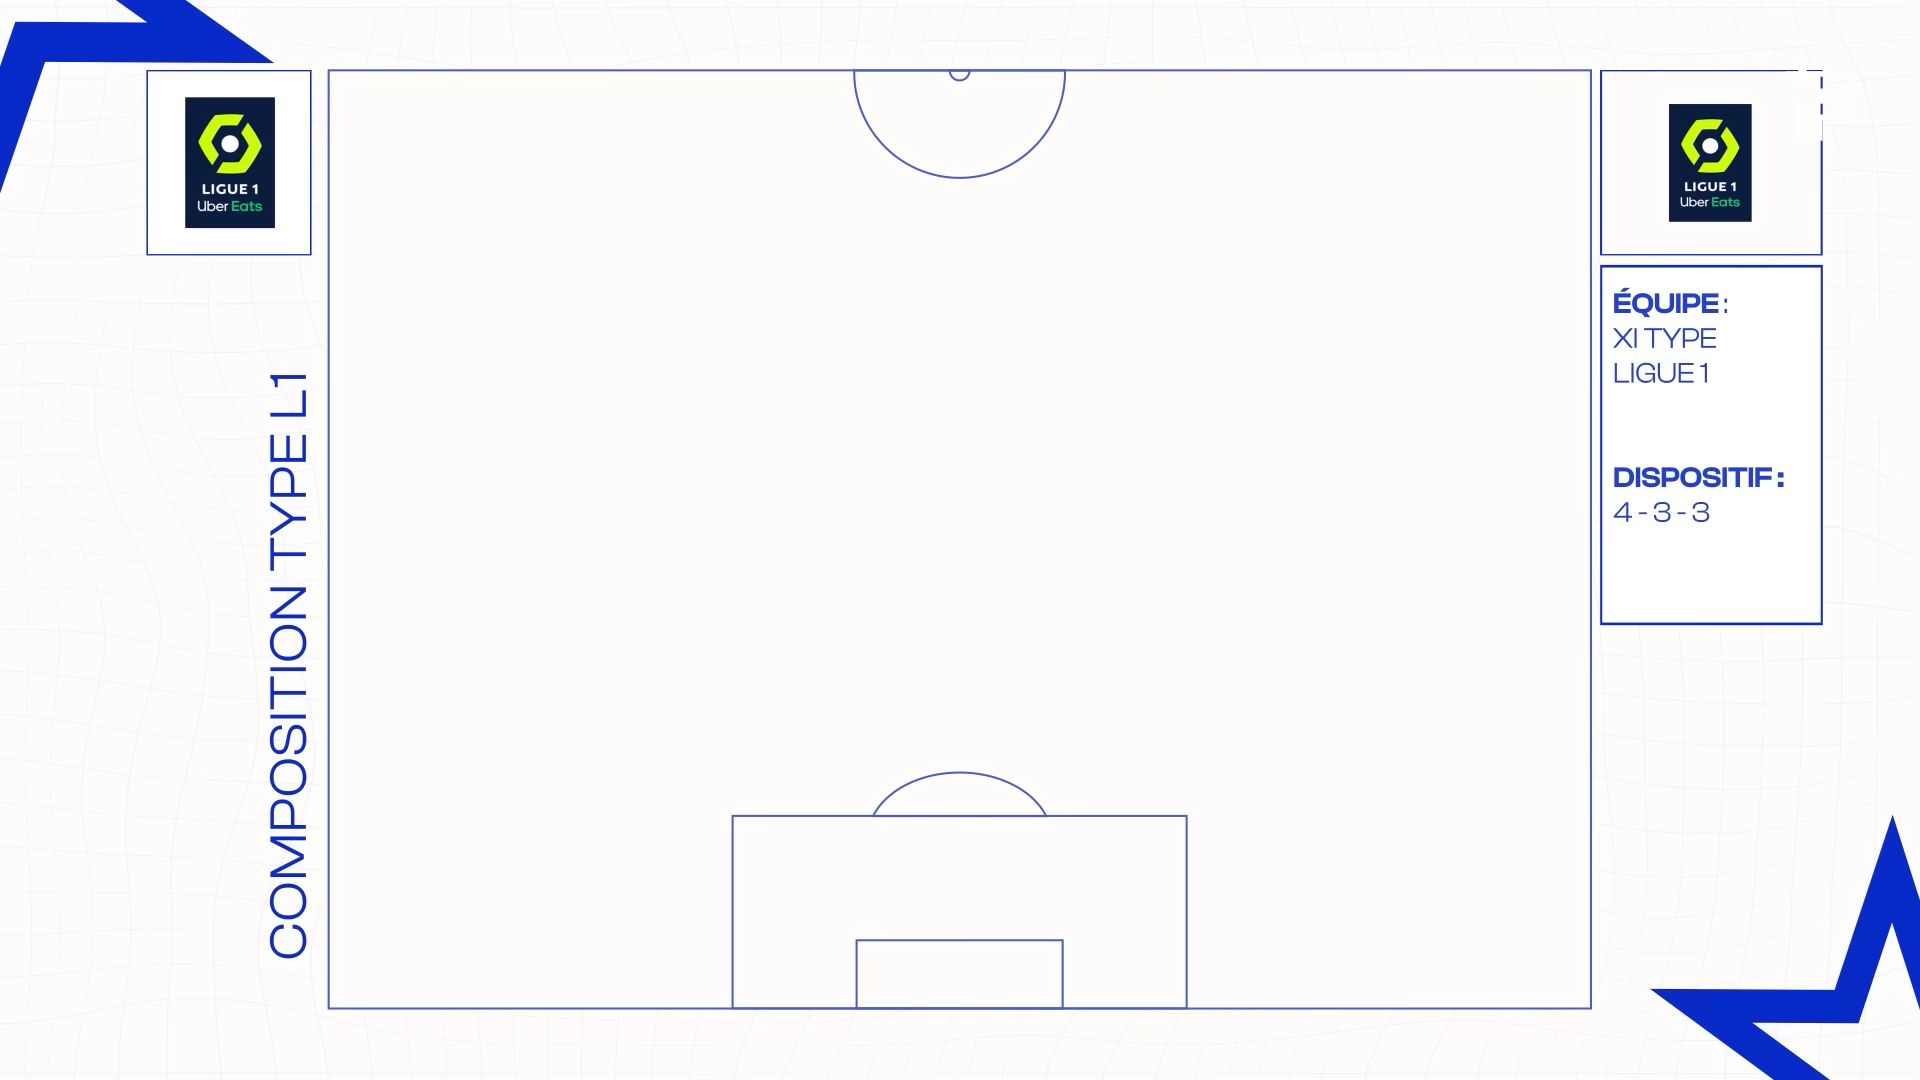 LIGUE 1
Uber Eats
COMPOSITION TYPE L1
LIGUE 1
Uber Eats
ÉQUIPE :
XI TYPE
LIGUE 1
DISPOSITIF :
4 - 3 - 3